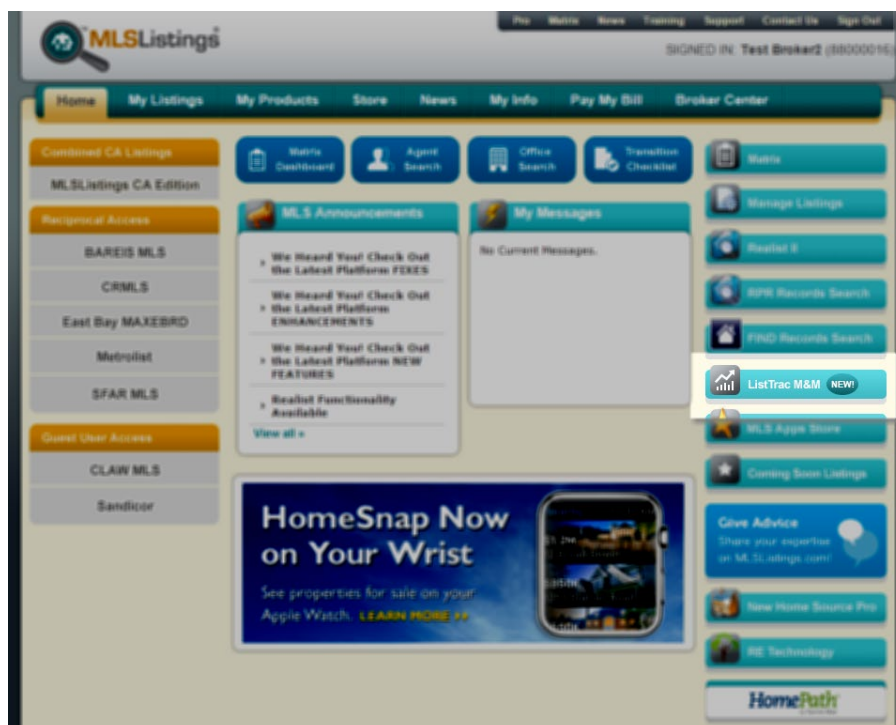 Pro Matrix News Training Support Contact Us Sign Out
MLSListings
SIGNED IN: Test Broker2 (88000016)
Home My Listings My Products Store News My Info Pay My Bill Broker Center
Combined CA Listings
MLSListings CA Edition
Reciprocal Access
BAREIS MLS
CRMLS
East Bay MAXEBRD
Metrolist
SFAR MLS
Guest User Access
CLAW MLS
Sandicor
Matrix
Dashboard
Agent
Search
Office
Search
Transition
Checklist
MLS Announcements
We Heard You! Check Out
the Latest Platform FIXES
We Heard You! Check Out
the Latest Platform
ENHANCEMENTS
We Heard You! Check Out
the Latest Platform NEW
FEATURES
Realist Functionality
Available
View all »
My Messages
No Current Messages.
HomeSnap Now
on Your Wrist
See properties for sale on your
Apple Watch. LEARN MORE >>
Matrix
Manage Listings
Realist II
RPR Records Search
FIND Records Search
ListTrac M&M NEW!
MLS Apps Store
Coming Soon Listings
Give Advice
Share your expertise
on MLSListings.com!
New Home Source Pro
RE Technology
HomePath